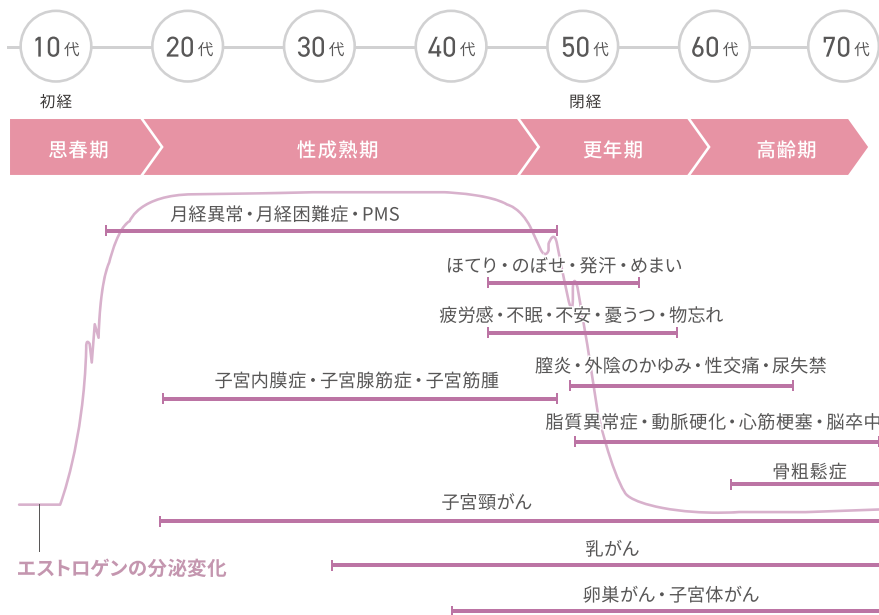 10代 20代 30代 40代 50代 60代 70代
初経 閉経
思春期 性成熟期 更年期 高齢期
月経異常・月経困難症・PMS
ほてり・のぼせ・発汗・めまい
疲労感・不眠・不安・憂うつ・物忘れ
膣炎・外陰のかゆみ・性交痛・尿失禁
子宮内膜症・子宮腺筋症・子宮筋腫
脂質異常症・動脈硬化・心筋梗塞・脳卒中
骨粗鬆症
子宮頸がん
乳がん
エストロゲンの分泌変化
卵巣がん・子宮体がん